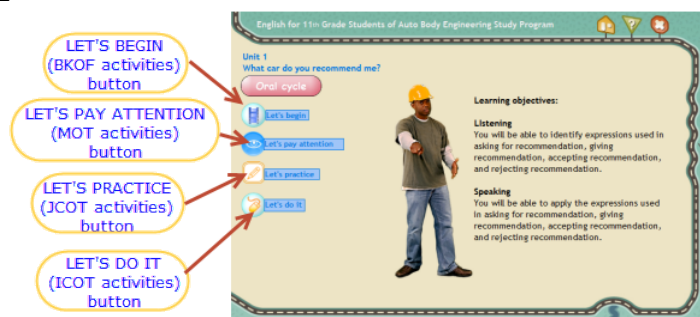 LET'S BEGIN
(BKOF activities)
button
LET'S PAY ATTENTION
(MOT activities)
button
LET'S PRACTICE
(JCOT activities)
button
LET'S DO IT
(ICOT activities)
button
English for 11th Grade Students of Auto Body Engineering Study Program
Unit 1
What car do you recommend me?
Oral cycle
Let's begin
Let's pay attention
Let's practice
Let's do it
Learning objectives:
Listening
You will be able to identify expressions used in
asking for recommendation, giving
recommendation, accepting recommendation,
and rejecting recommendation.
Speaking
You will be able to apply the expressions used
in asking for recommendation, giving
recommendation, accepting recommendation,
and rejecting recommendation.